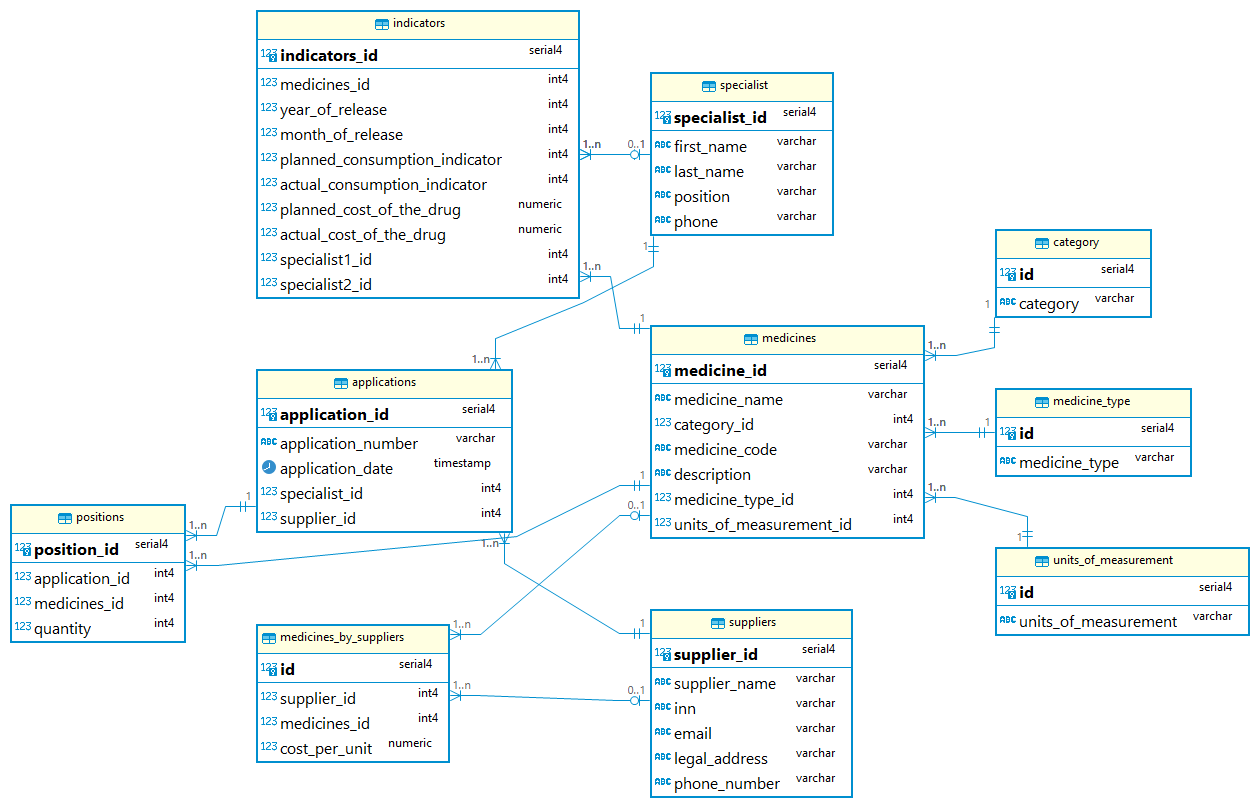 indicators
123 indicators_id serial4
123 medicines_id int4
123 year_of_release int4
123 month_of_release int4
123 planned_consumption_indicator int4
123 actual_consumption_indicator int4
123 planned_cost_of_the_drug numeric
123 actual_cost_of_the_drug numeric
123 specialist1_id int4
123 specialist2_id int4
1..n
0..1
1..n
specialist
123 specialist_id serial4
ABC first_name varchar
ABC last_name varchar
ABC position varchar
ABC phone varchar
1
category
123 id serial4
ABC category varchar
1
1
medicines
123 medicine_id serial4
ABC medicine_name varchar
123 category_id int4
ABC medicine_code varchar
ABC description varchar
123 medicine_type_id int4
123 units_of_measurement_id int4
1..n
1..n
1..n
1
0..1
1
medicine_type
123 id serial4
ABC medicine_type varchar
1..n
applications
123 application_id serial4
ABC application_number varchar
application_date timestamp
123 specialist_id int4
123 supplier_id int4
1..n
1
positions
123 position_id serial4
123 application_id int4
123 medicines_id int4
123 quantity int4
1..n
1..n
1
units_of_measurement
123 id serial4
ABC units_of_measurement varchar
medicines_by_suppliers
123 id serial4
123 supplier_id int4
123 medicines_id int4
123 cost_per_unit numeric
1..n
1..n
1
0..1
suppliers
123 supplier_id serial4
ABC supplier_name varchar
ABC inn varchar
ABC email varchar
ABC legal_address varchar
ABC phone_number varchar